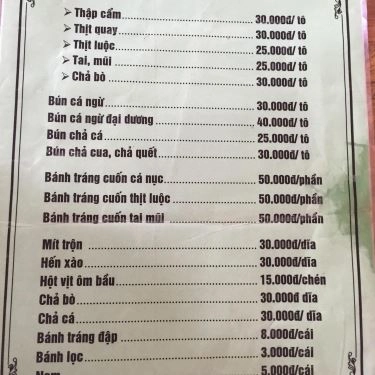 ➢ Thập cẩm 30.000đ/ tô
➢ Thịt quay 30.000đ/ tô
➢ Thịt luộc 25.000đ/ tô
➢ Tai, mũi 25.000đ/ tô
➢ Chả bò 30.000đ/ tô
Bún cá ngừ 30.000đ/ tô
Bún cá ngừ đại dương 40.000đ/ tô
Bún chả cá 25.000đ/ tô
Bún chả cua, chả quết 30.000đ/ tô
Bánh tráng cuốn cá nục 50.000đ/phần
Bánh tráng cuốn thịt luộc 50.000đ/phần
Bánh tráng cuốn tai mũi 50.000đ/phần
Mít trộn 30.000đ/dĩa
Hến xào 30.000đ/dĩa
Hột vịt ôm bầu 15.000đ/chén
Chả bò 30.000đ dĩa
Chả cá 30.000đ/ dĩa
Bánh tráng đập 8.000đ/cái
Bánh lọc 3.000đ/cái
Nem 5.000đ/cái